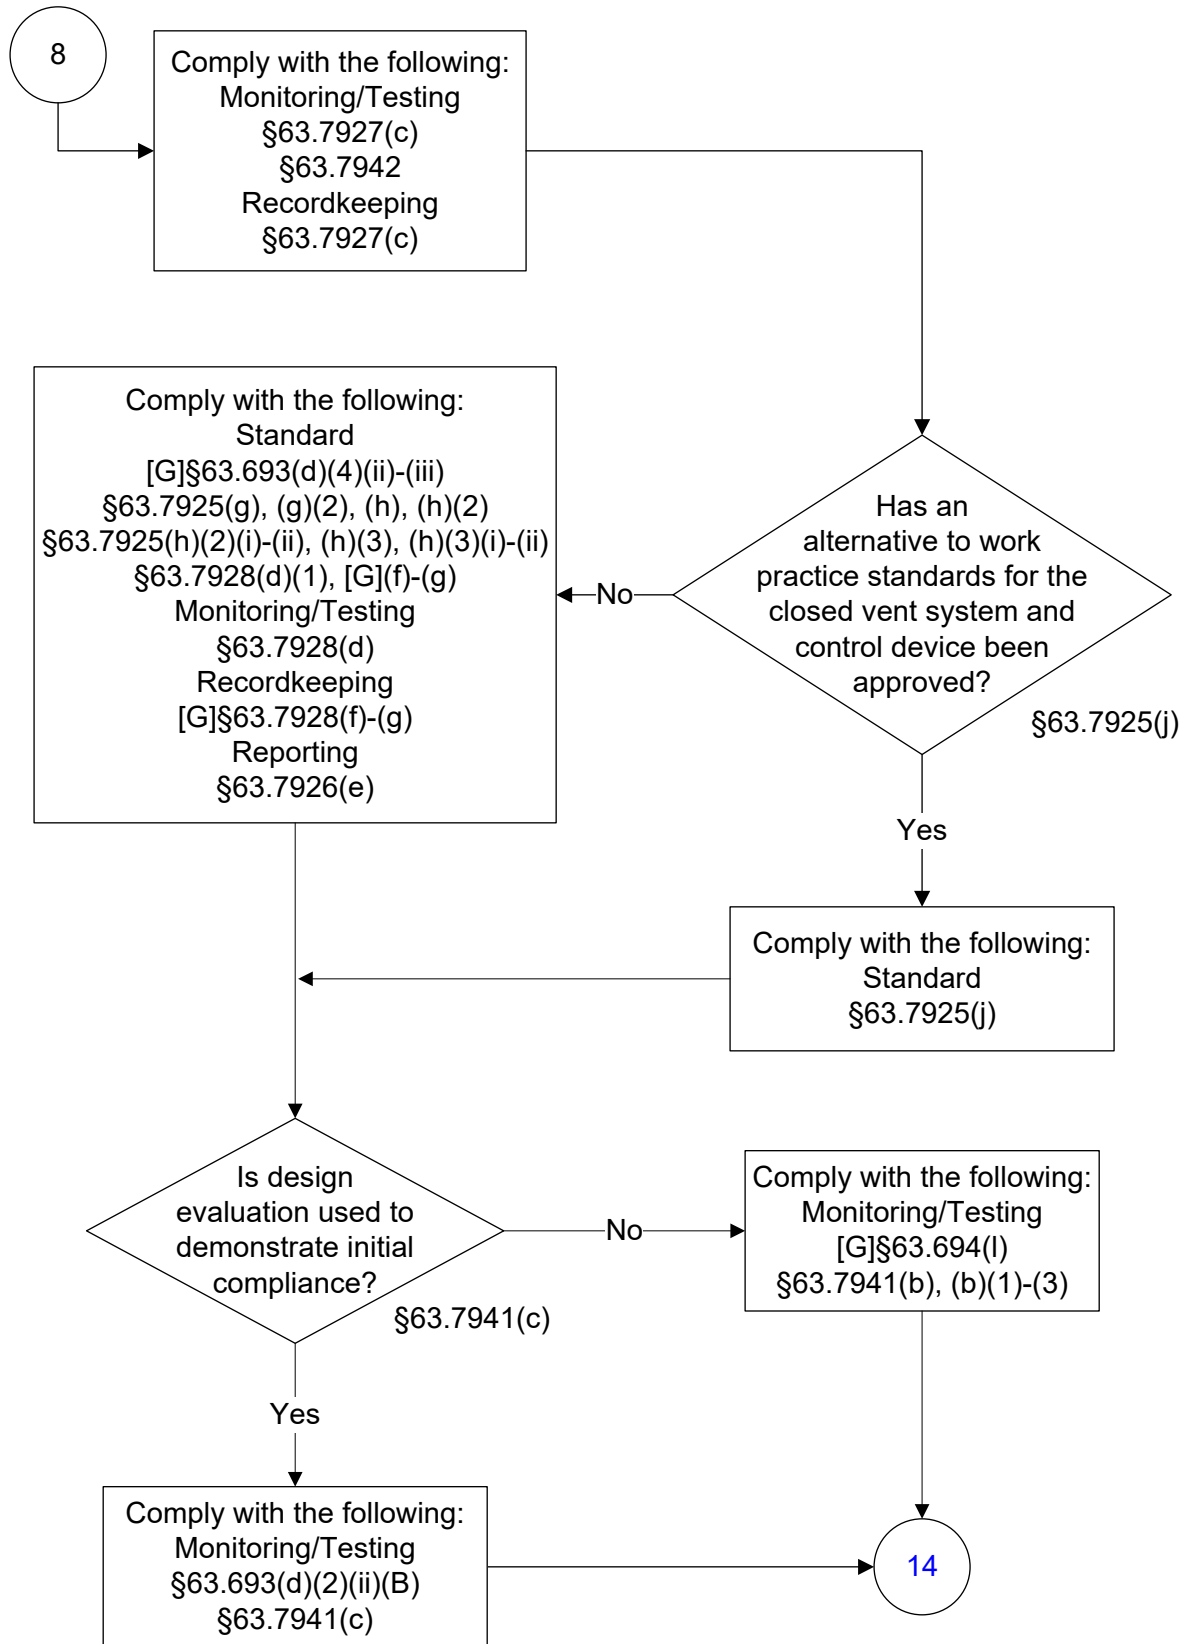 8
Comply with the following:
Monitoring/Testing
§63.7927(c)
§63.7942
Recordkeeping
§63.7927(c)
Comply with the following:
Standard
[G]§63.693(d)(4)(ii)-(iii)
§63.7925(g), (g)(2), (h), (h)(2)
§63.7925(h)(2)(i)-(ii), (h)(3), (h)(3)(i)-(ii)
§63.7928(d)(1), [G](f)-(g)
Monitoring/Testing
§63.7928(d)
Recordkeeping
[G]§63.7928(f)-(g)
Reporting
§63.7926(e)
No
Has an
alternative to work
practice standards for the
closed vent system and
control device been
approved?
§63.7925(j)
Yes
Comply with the following:
Standard
§63.7925(j)
Is design
evaluation used to
demonstrate initial
compliance?
§63.7941(c)
No
Comply with the following:
Monitoring/Testing
[G]§63.694(l)
§63.7941(b), (b)(1)-(3)
Yes
Comply with the following:
Monitoring/Testing
§63.693(d)(2)(ii)(B)
§63.7941(c)
14